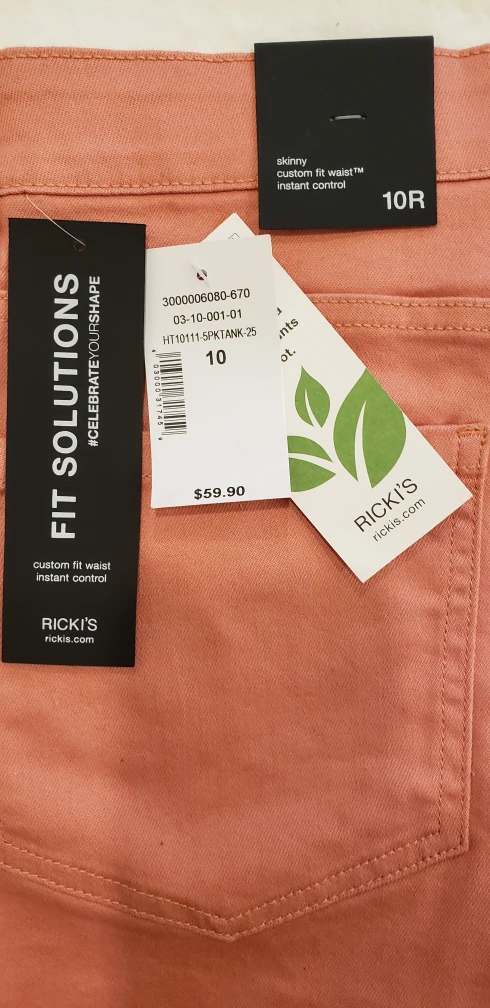 skinny
custom fit waist™
instant control
10R
FIT SOLUTIONS
#CELEBRATEYOURSHAPE
custom fit waist
instant control
RICKI'S
rickis.com
3000006080-670
03-10-001-01
HT10111-5PKTANK-25
10
$59.90
ot.
RICKI'S
rickis.com